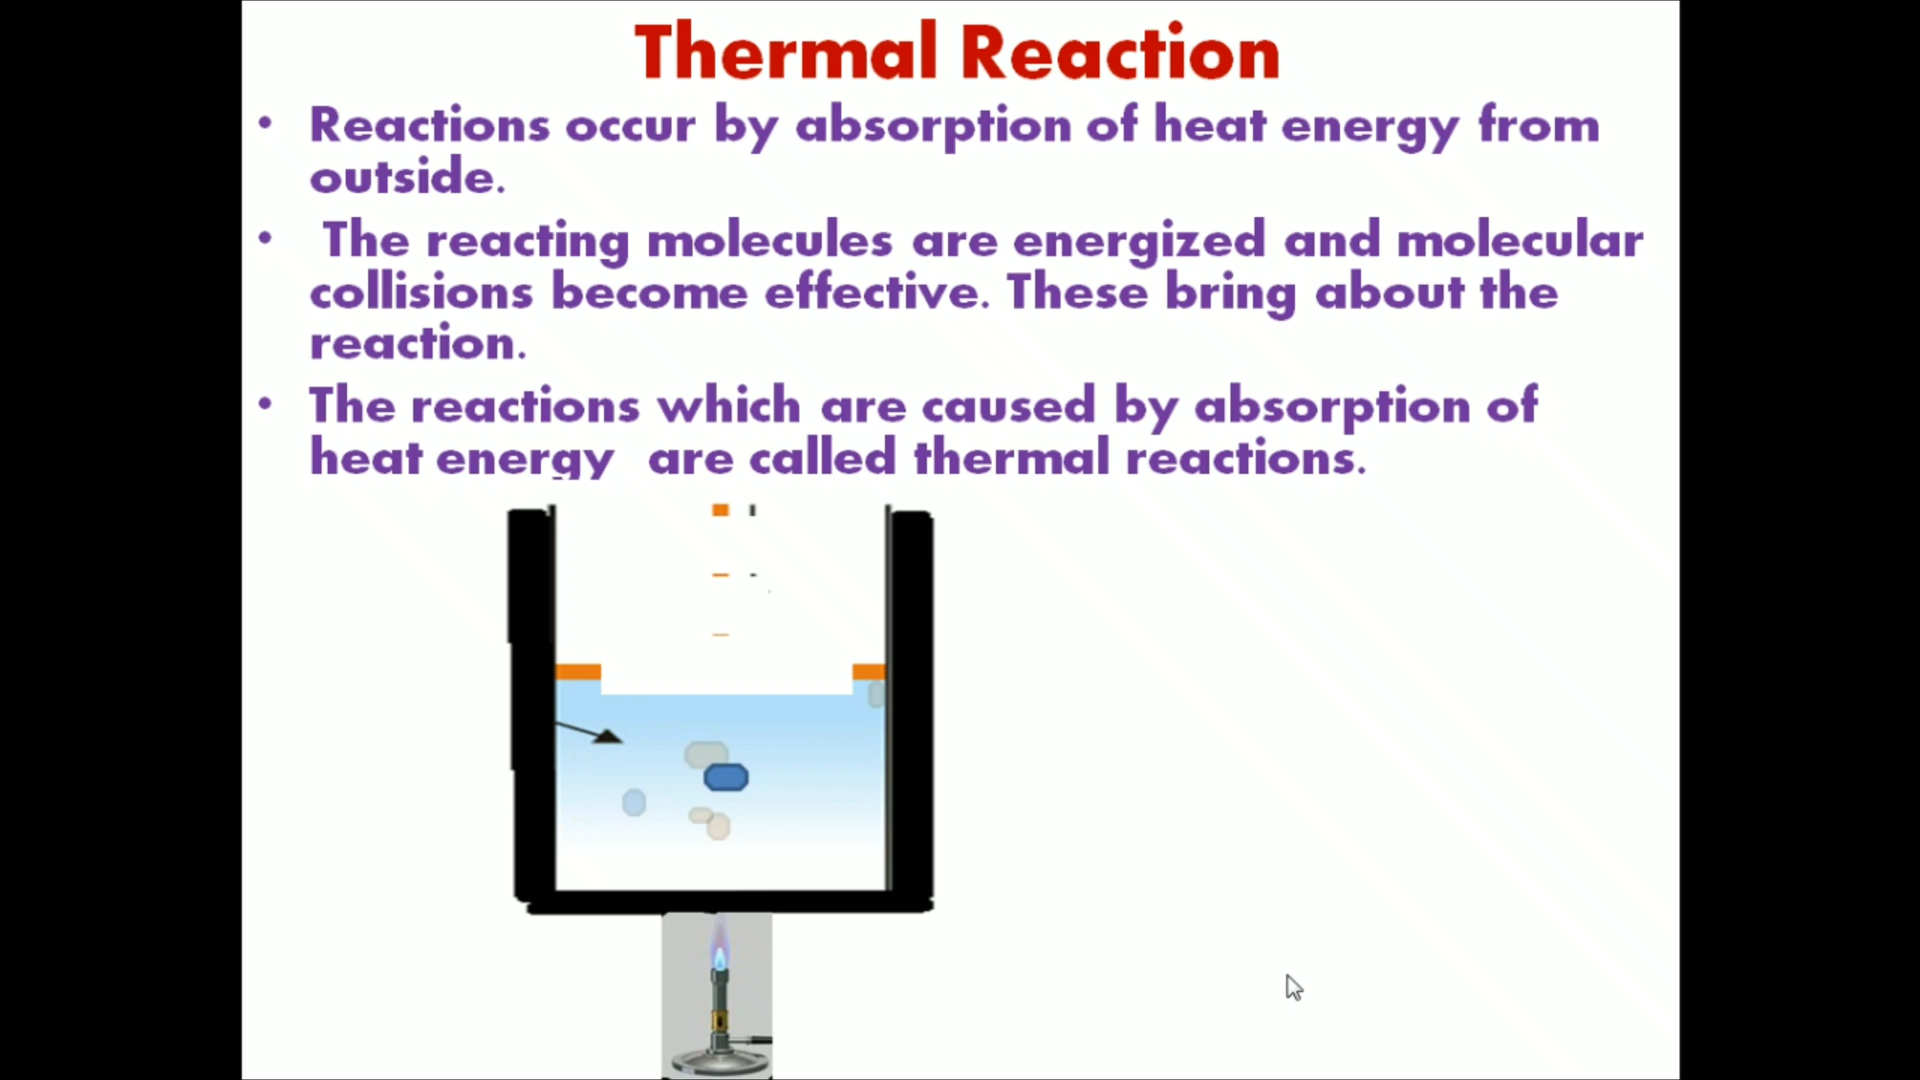 Thermal Reaction
• Reactions occur by absorption of heat energy from
outside.
• The reacting molecules are energized and molecular
collisions become effective. These bring about the
reaction.
• The reactions which are caused by absorption of
heat energy are called thermal reactions.